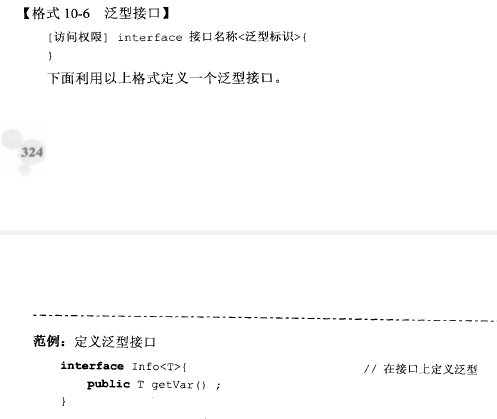 【格式 10-6 泛型接口】
[访问权限] interface 接口名称<泛型标识>{
}
下面利用以上格式定义一个泛型接口。
324
范例：定义泛型接口
interface Info<T>{ // 在接口上定义泛型
public T getVar() ;
}